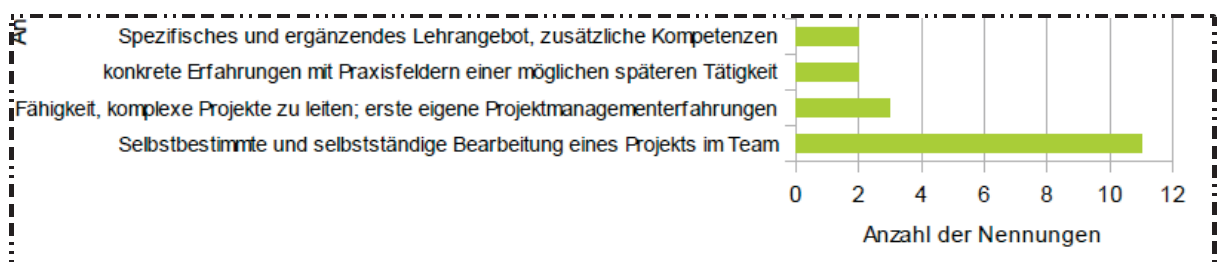 Spezifisches und ergänzendes Lehrangebot, zusätzliche Kompetenzen
konkrete Erfahrungen mit Praxisfeldern einer möglichen späteren Tätigkeit
Fähigkeit, komplexe Projekte zu leiten; erste eigene Projektmanagementerfahrungen
Selbstbestimmte und selbstständige Bearbeitung eines Projekts im Team
0 2 4 6 8 10 12
Anzahl der Nennungen